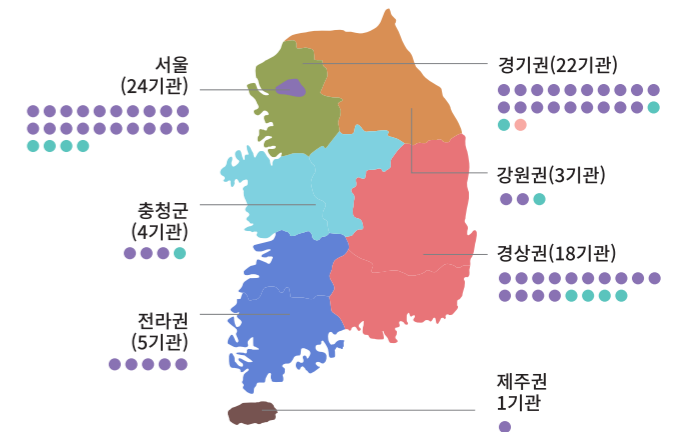 서울
(24기관)
경기권(22기관)
강원권(3기관)
충청군
(4기관)
경상권(18기관)
전라권
(5기관)
제주권
1기관